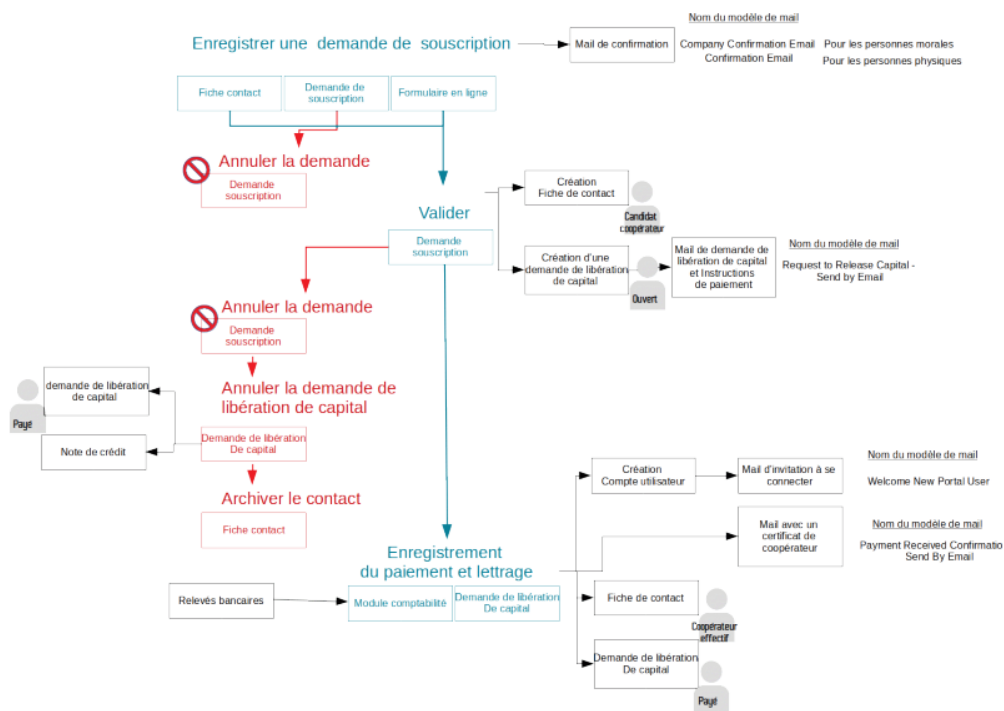 Nom du modèle de mail
Enregistrer une demande de souscription
Mail de confirmation
Company Confirmation Email
Pour les personnes morales
Confirmation Email
Pour les personnes physiques
Fiche contact
Demande de
souscription
Formulaire en ligne
Annuler la demande
Demande
souscription
Création
Fiche de contact
Candidat
coopérateur
Valider
Demande
souscription
Création d'une
demande de libération
de capital
Ouvert
Mail de demande de
libération de capital
et Instructions
de paiement
Nom du modèle de mail
Request to Release Capital -
Send by Email
Annuler la demande
Demande
souscription
Annuler la demande de
libération de capital
demande de libération
de capital
Payé
Note de crédit
Demande de libération
De capital
Archiver le contact
Fiche contact
Création
Compte utilisateur
Mail d'invitation à se
connecter
Nom du modèle de mail
Welcome New Portal User
Mail avec un
certificat de
coopérateur
Nom du modèle de mail
Payment Received Confirmatio
Send By Email
Enregistrement
du paiement et lettrage
Relevés bancaires
Module comptabilité
Demande de libération
De capital
Fiche de contact
Coopérateur
effectif
Demande de libération
De capital
Payé